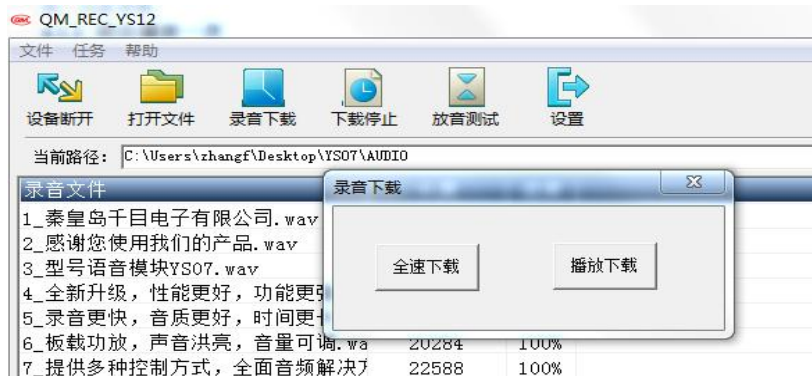 QM_REC_YS12
文件 任务 帮助
设备断开 打开文件 录音下载 下载停止 放音测试 设置
当前路径: C:\Users\zhangf\Desktop\YS07\AUDIO
录音文件
录音下载
1_秦皇岛千目电子有限公司.wav
2_感谢您使用我们的产品.wav
3_型号语音模块YS07.wav
全速下载 播放下载
4_全新升级，性能更好，功能更
5_录音更快，音质更好，时间更
6_板载功放，声音洪亮，音量可调.wa 20284 100%
7_提供多种控制方式，全面音频解决 22588 100%